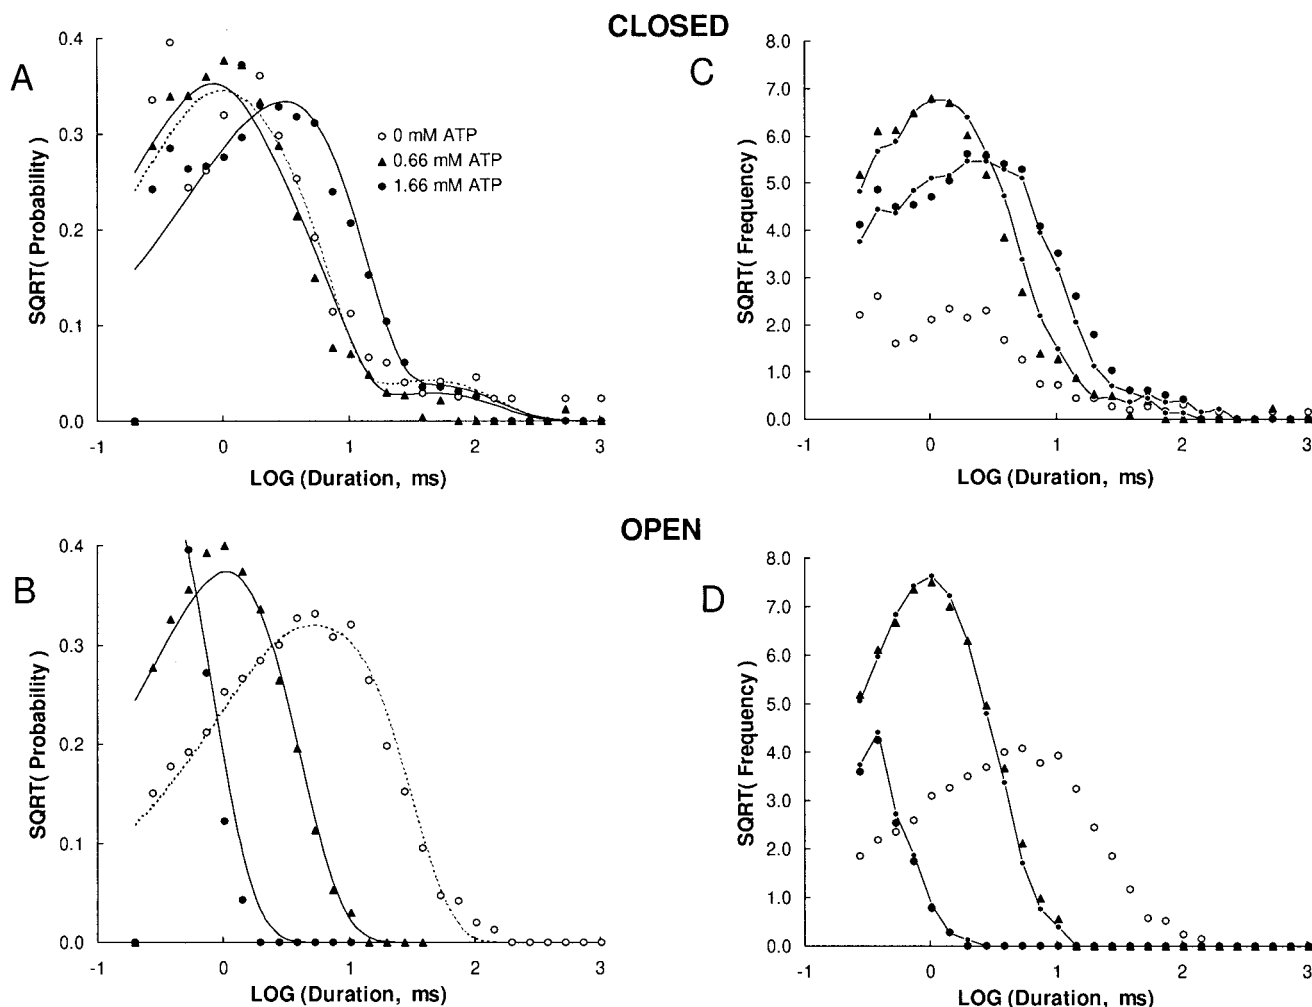 CLOSED
A
0.4
0.3
0.2
0.1
0.0
SQRT( Probability )
○ 0 mM ATP
▲ 0.66 mM ATP
● 1.66 mM ATP
-1 0 1 2 3
LOG (Duration, ms)
C
8.0
7.0
6.0
5.0
4.0
3.0
2.0
1.0
0.0
SQRT( Frequency )
-1 0 1 2 3
LOG (Duration, ms)
OPEN
B
0.4
0.3
0.2
0.1
0.0
SQRT( Probability )
-1 0 1 2 3
LOG (Duration, ms)
D
8.0
7.0
6.0
5.0
4.0
3.0
2.0
1.0
0.0
SQRT( Frequency )
-1 0 1 2 3
LOG (Duration, ms)